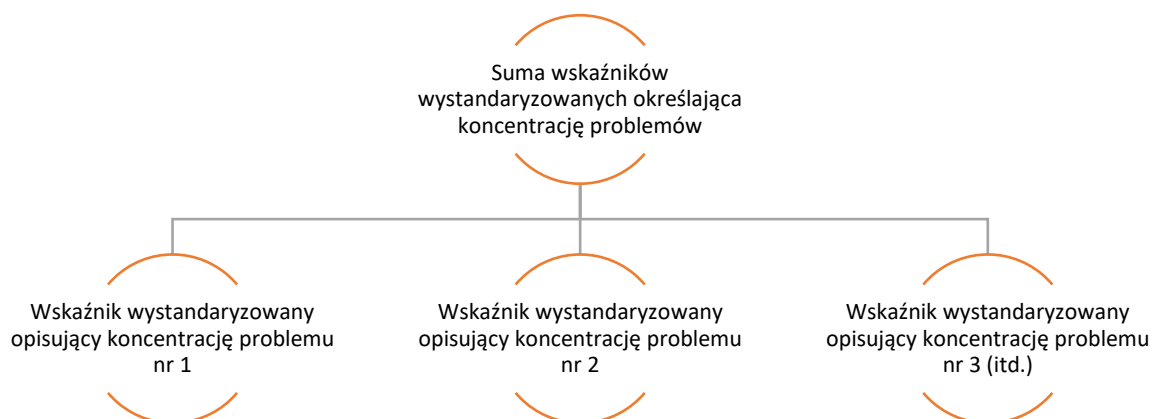 Suma wskaźników
wystandaryzowanych określająca
koncentrację problemów
Wskaźnik wystandaryzowany
opisujący koncentrację problemu
nr 1
Wskaźnik wystandaryzowany
opisujący koncentrację problemu
nr 2
Wskaźnik wystandaryzowany
opisujący koncentrację problemu
nr 3 (itd.)